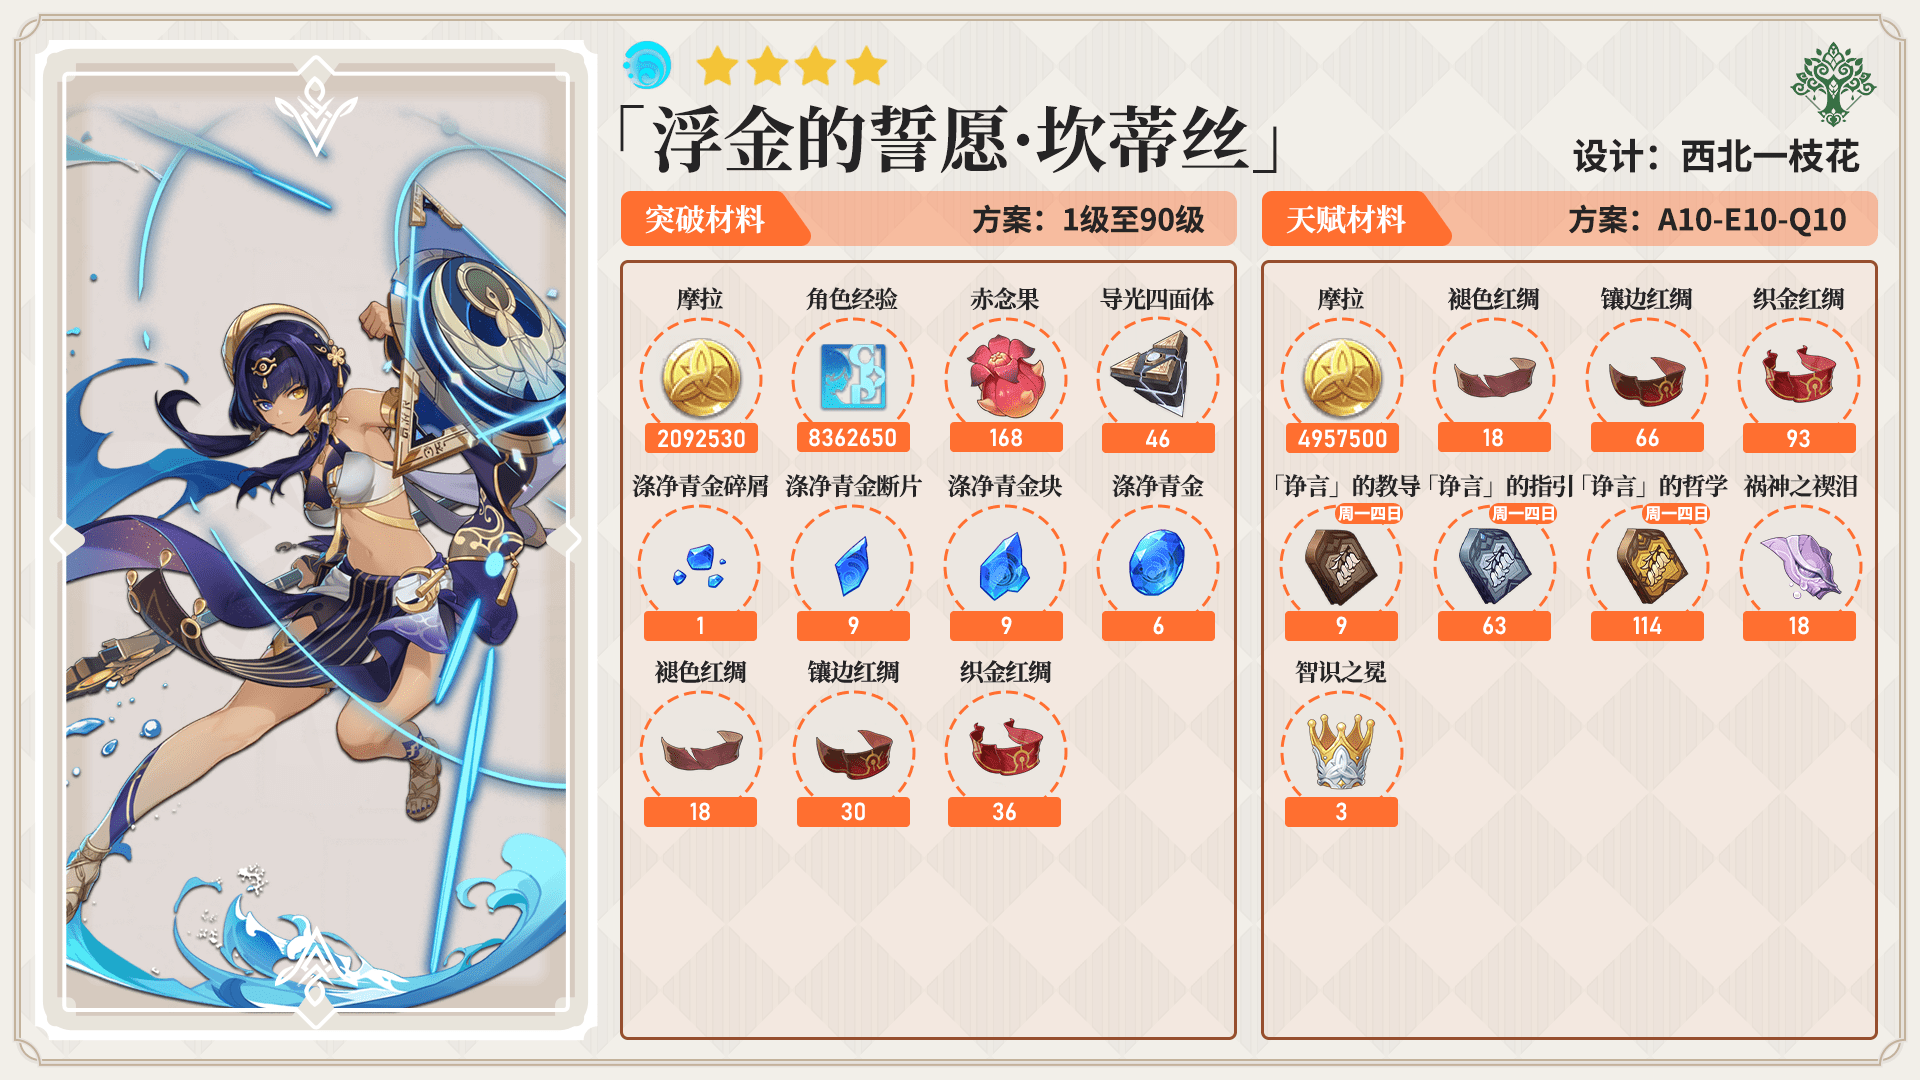 「浮金的誓愿·坎蒂丝」
设计：西北一枝花
突破材料 方案：1级至90级
摩拉 角色经验 赤念果 导光四面体
2092530 8362650 168 46
涤净青金碎屑 涤净青金断片 涤净青金块 涤净青金
1 9 9 6
褪色红绸 镶边红绸 织金红绸
18 30 36
天赋材料 方案：A10-E10-Q10
摩拉 褪色红绸 镶边红绸 织金红绸
4957500 18 66 93
「诤言」的教导 「诤言」的指引 「诤言」的哲学 祸神之禊泪
周一四日 周一四日 周一四日
9 63 114 18
智识之冕
3